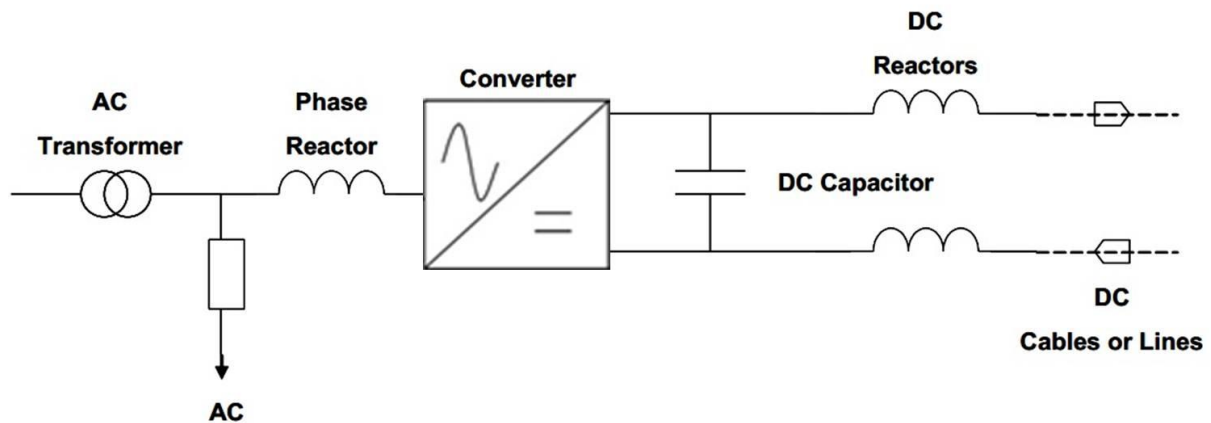 AC
Transformer
Phase
Reactor
Converter
DC
Reactors
DC Capacitor
DC
Cables or Lines
AC